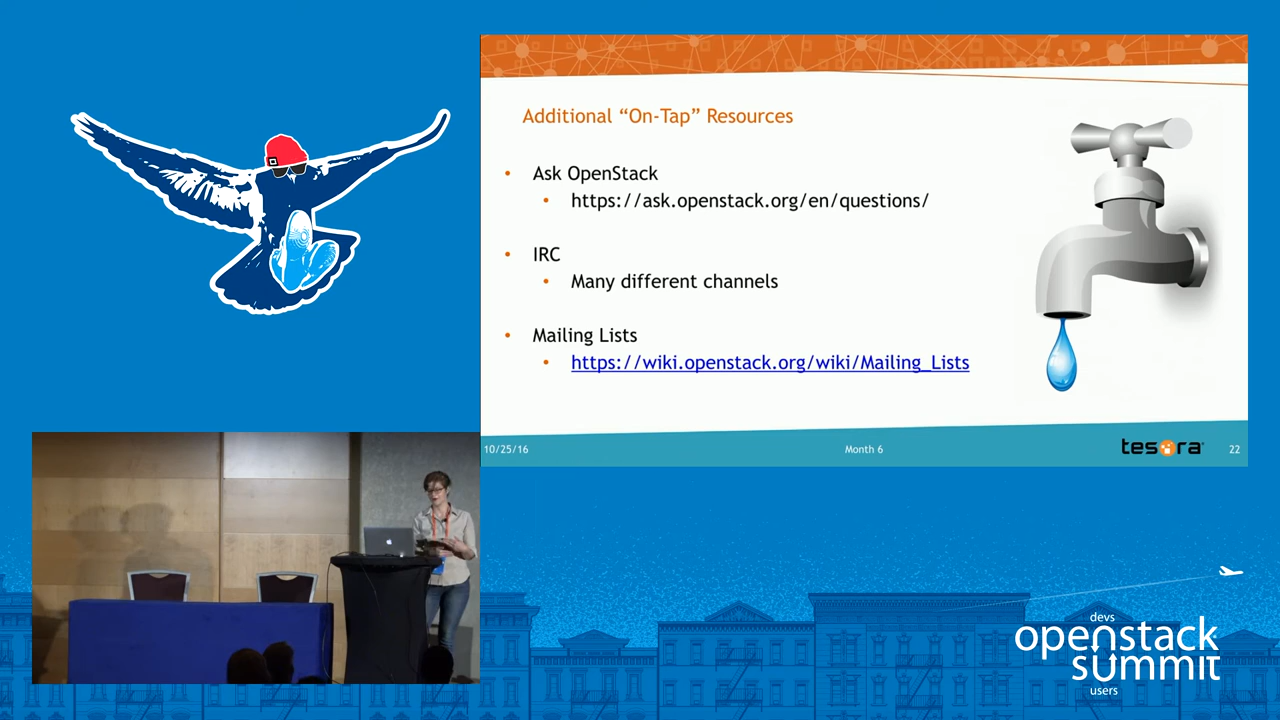 Additional “On-Tap” Resources
• Ask OpenStack
• https://ask.openstack.org/en/questions/
• IRC
• Many different channels
• Mailing Lists
• https://wiki.openstack.org/wiki/Mailing_Lists
10/25/16
Month 6
tesora
22
devs
openstack
summit
users